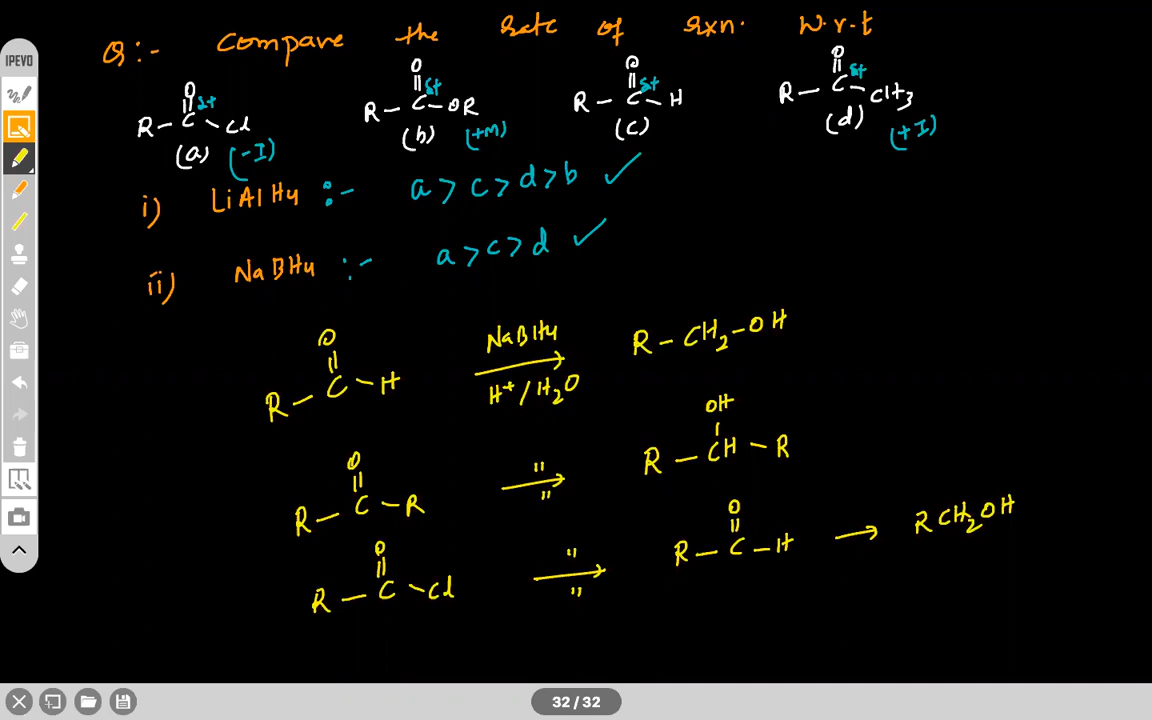 IPEVO
Q:- Compare the Rate of rxn. w.r.t
O O O O
R-C-Cl R-C-OR R-C-H R-C-CH3
δ+ δ+ δ+ δ+
(a) (-I) (b) (+M) (c) (d) (+I)
i) LiAlH4 :- a > c > d > b ✓
ii) NaBH4 :- a > c > d ✓
O
R-C-H NaBH4 H+/H2O R-CH2-OH
O OH
R-C-R " " R-CH-R
O O
R-C-Cl " " R-C-H → RCH2OH
32 / 32